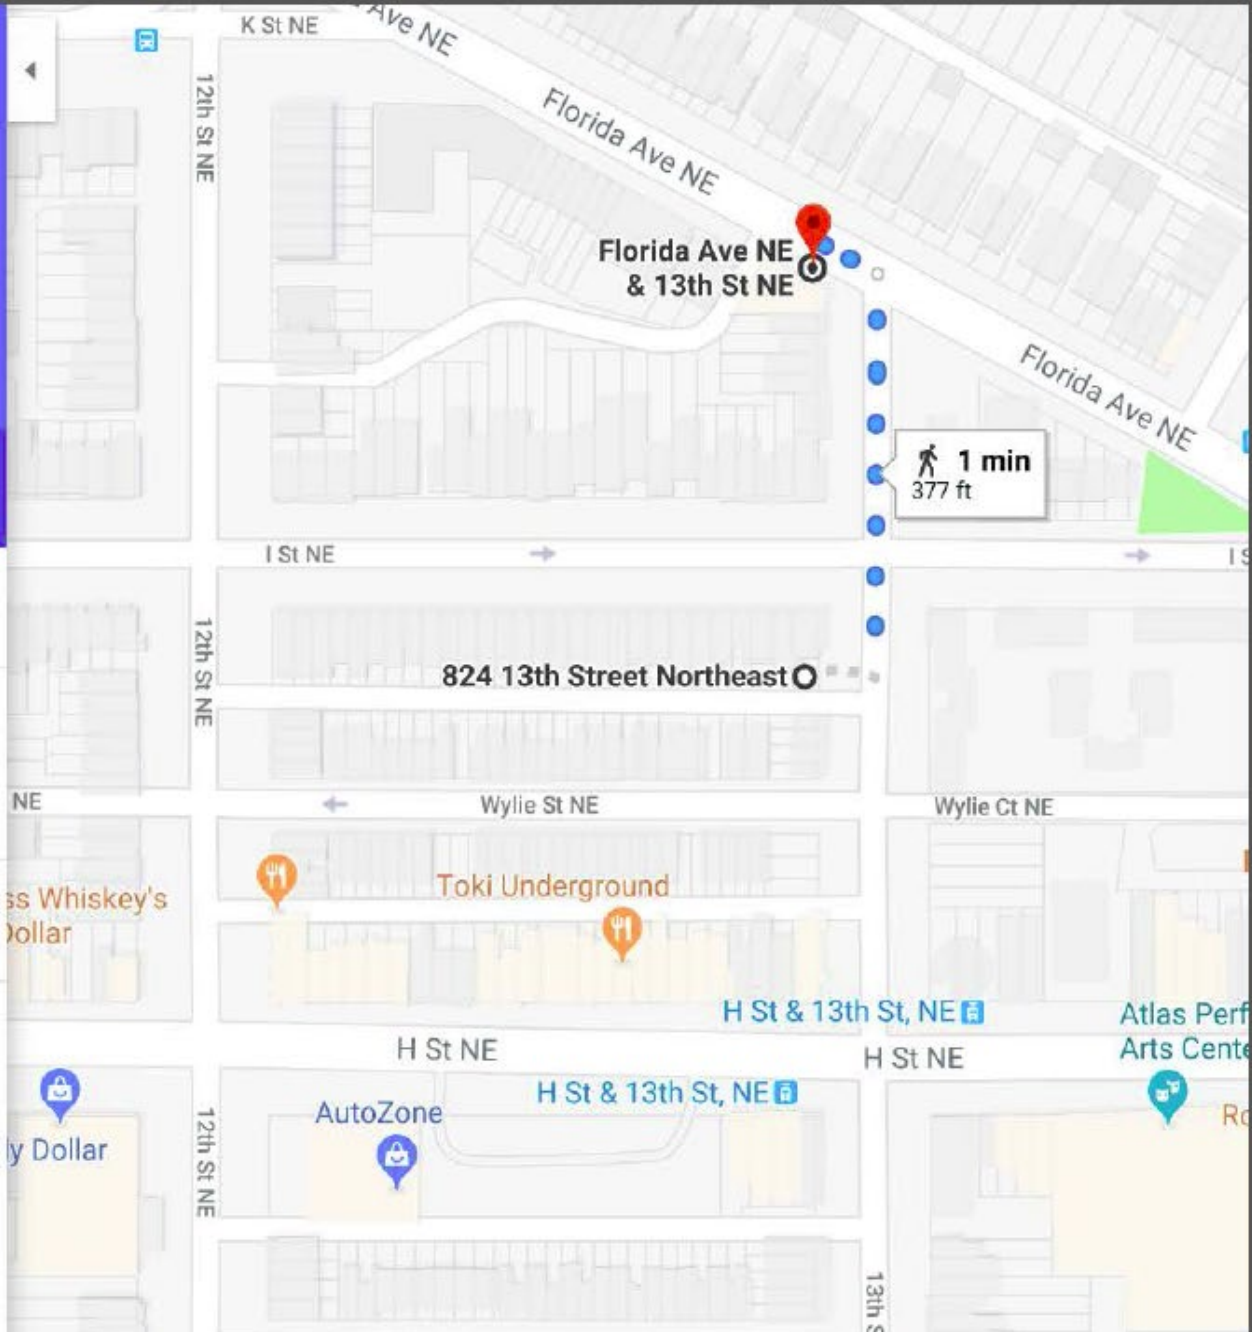 K St NE
Ave NE
12th St NE
Florida Ave NE
Florida Ave NE
& 13th St NE
Florida Ave NE
1 min
377 ft
I St NE
12th St NE
824 13th Street Northeast
NE
Wylie St NE
Wylie Ct NE
ss Whiskey's
Dollar
Toki Underground
H St & 13th St, NE
Atlas Perf
Arts Cente
H St NE
H St NE
H St & 13th St, NE
AutoZone
ly Dollar
12th St NE
Ro
13th S